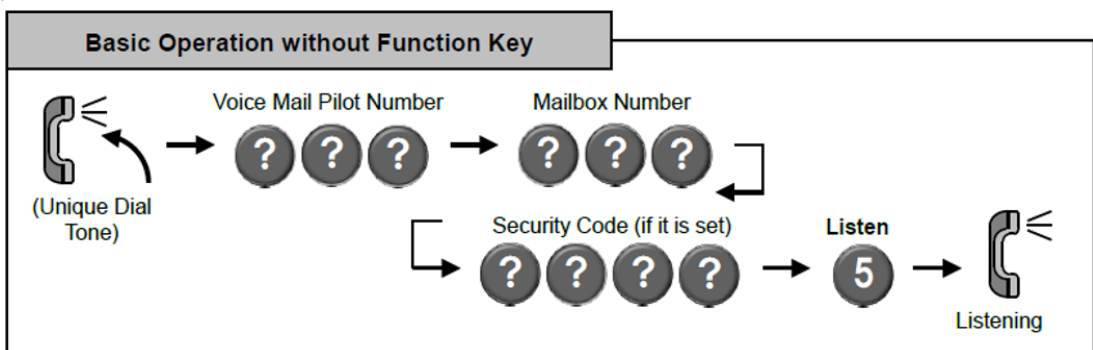 Basic Operation without Function Key
Voice Mail Pilot Number
Mailbox Number
? ? ?
? ? ?
(Unique Dial
Tone)
Security Code (if it is set)
Listen
? ? ? ?
5
Listening